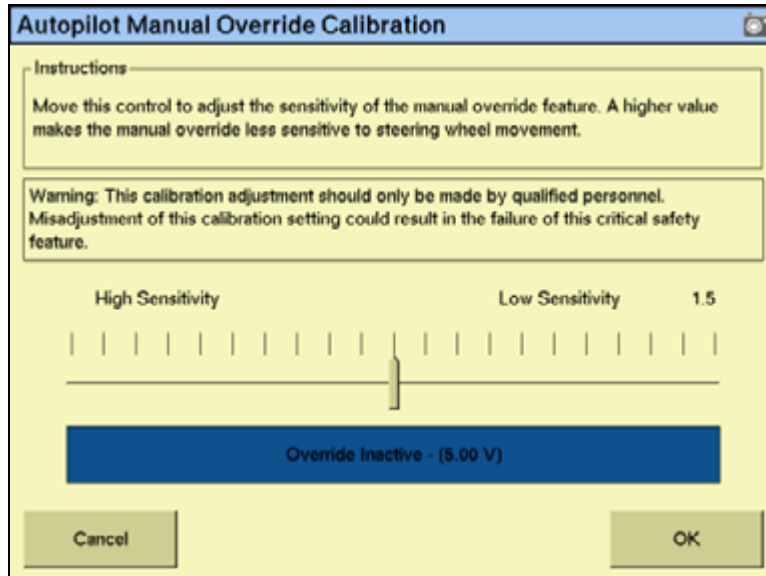 Autopilot Manual Override Calibration
Instructions
Move this control to adjust the sensitivity of the manual override feature. A higher value
makes the manual override less sensitive to steering wheel movement.
Warning: This calibration adjustment should only be made by qualified personnel.
Misadjustment of this calibration setting could result in the failure of this critical safety
feature.
High Sensitivity Low Sensitivity 1.5
Override Inactive - (5.00 V)
Cancel OK